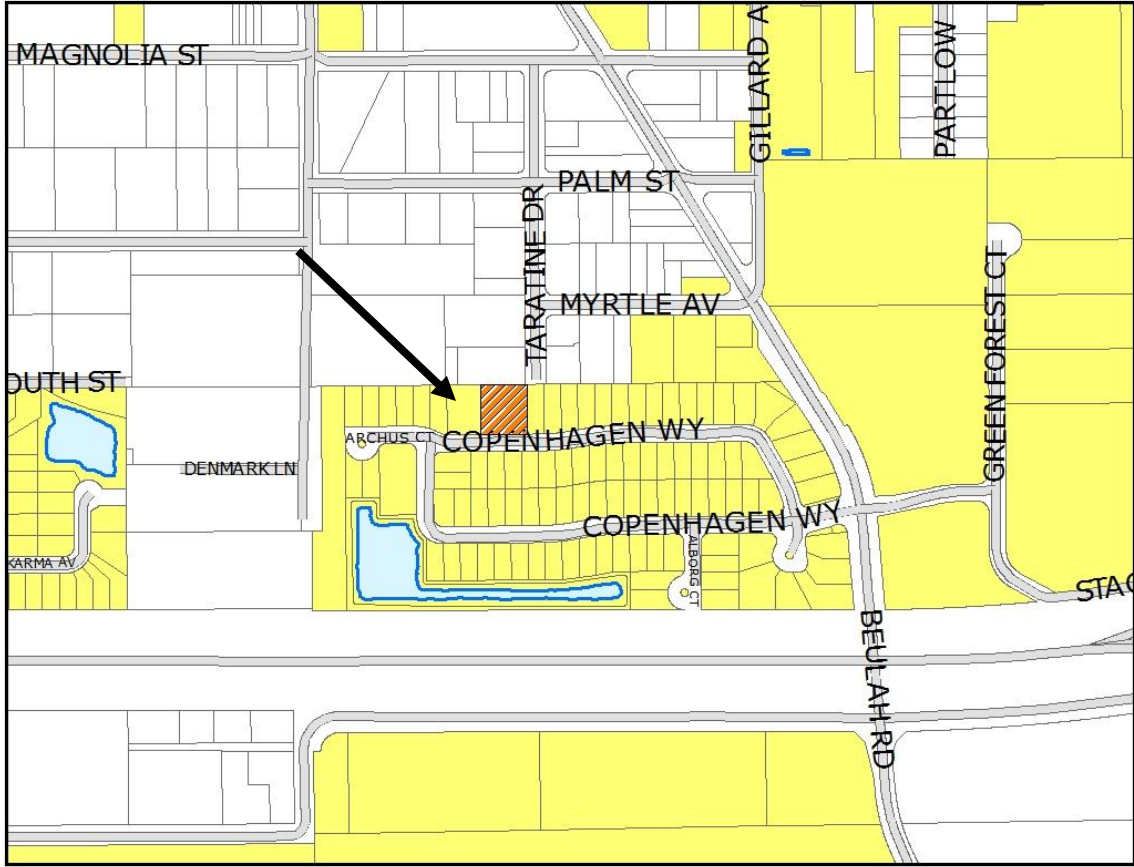 MAGNOLIA ST
GILLARD A
PARTLOW
PALM ST
TARATINE DR
MYRTLE AV
GREEN FOREST CT
OUTH ST
ARCHUS CT
COPENHAGEN WY
DENMARK LN
COPENHAGEN WY
ALBORG CT
KARMA AV
STAG
BEULAH RD